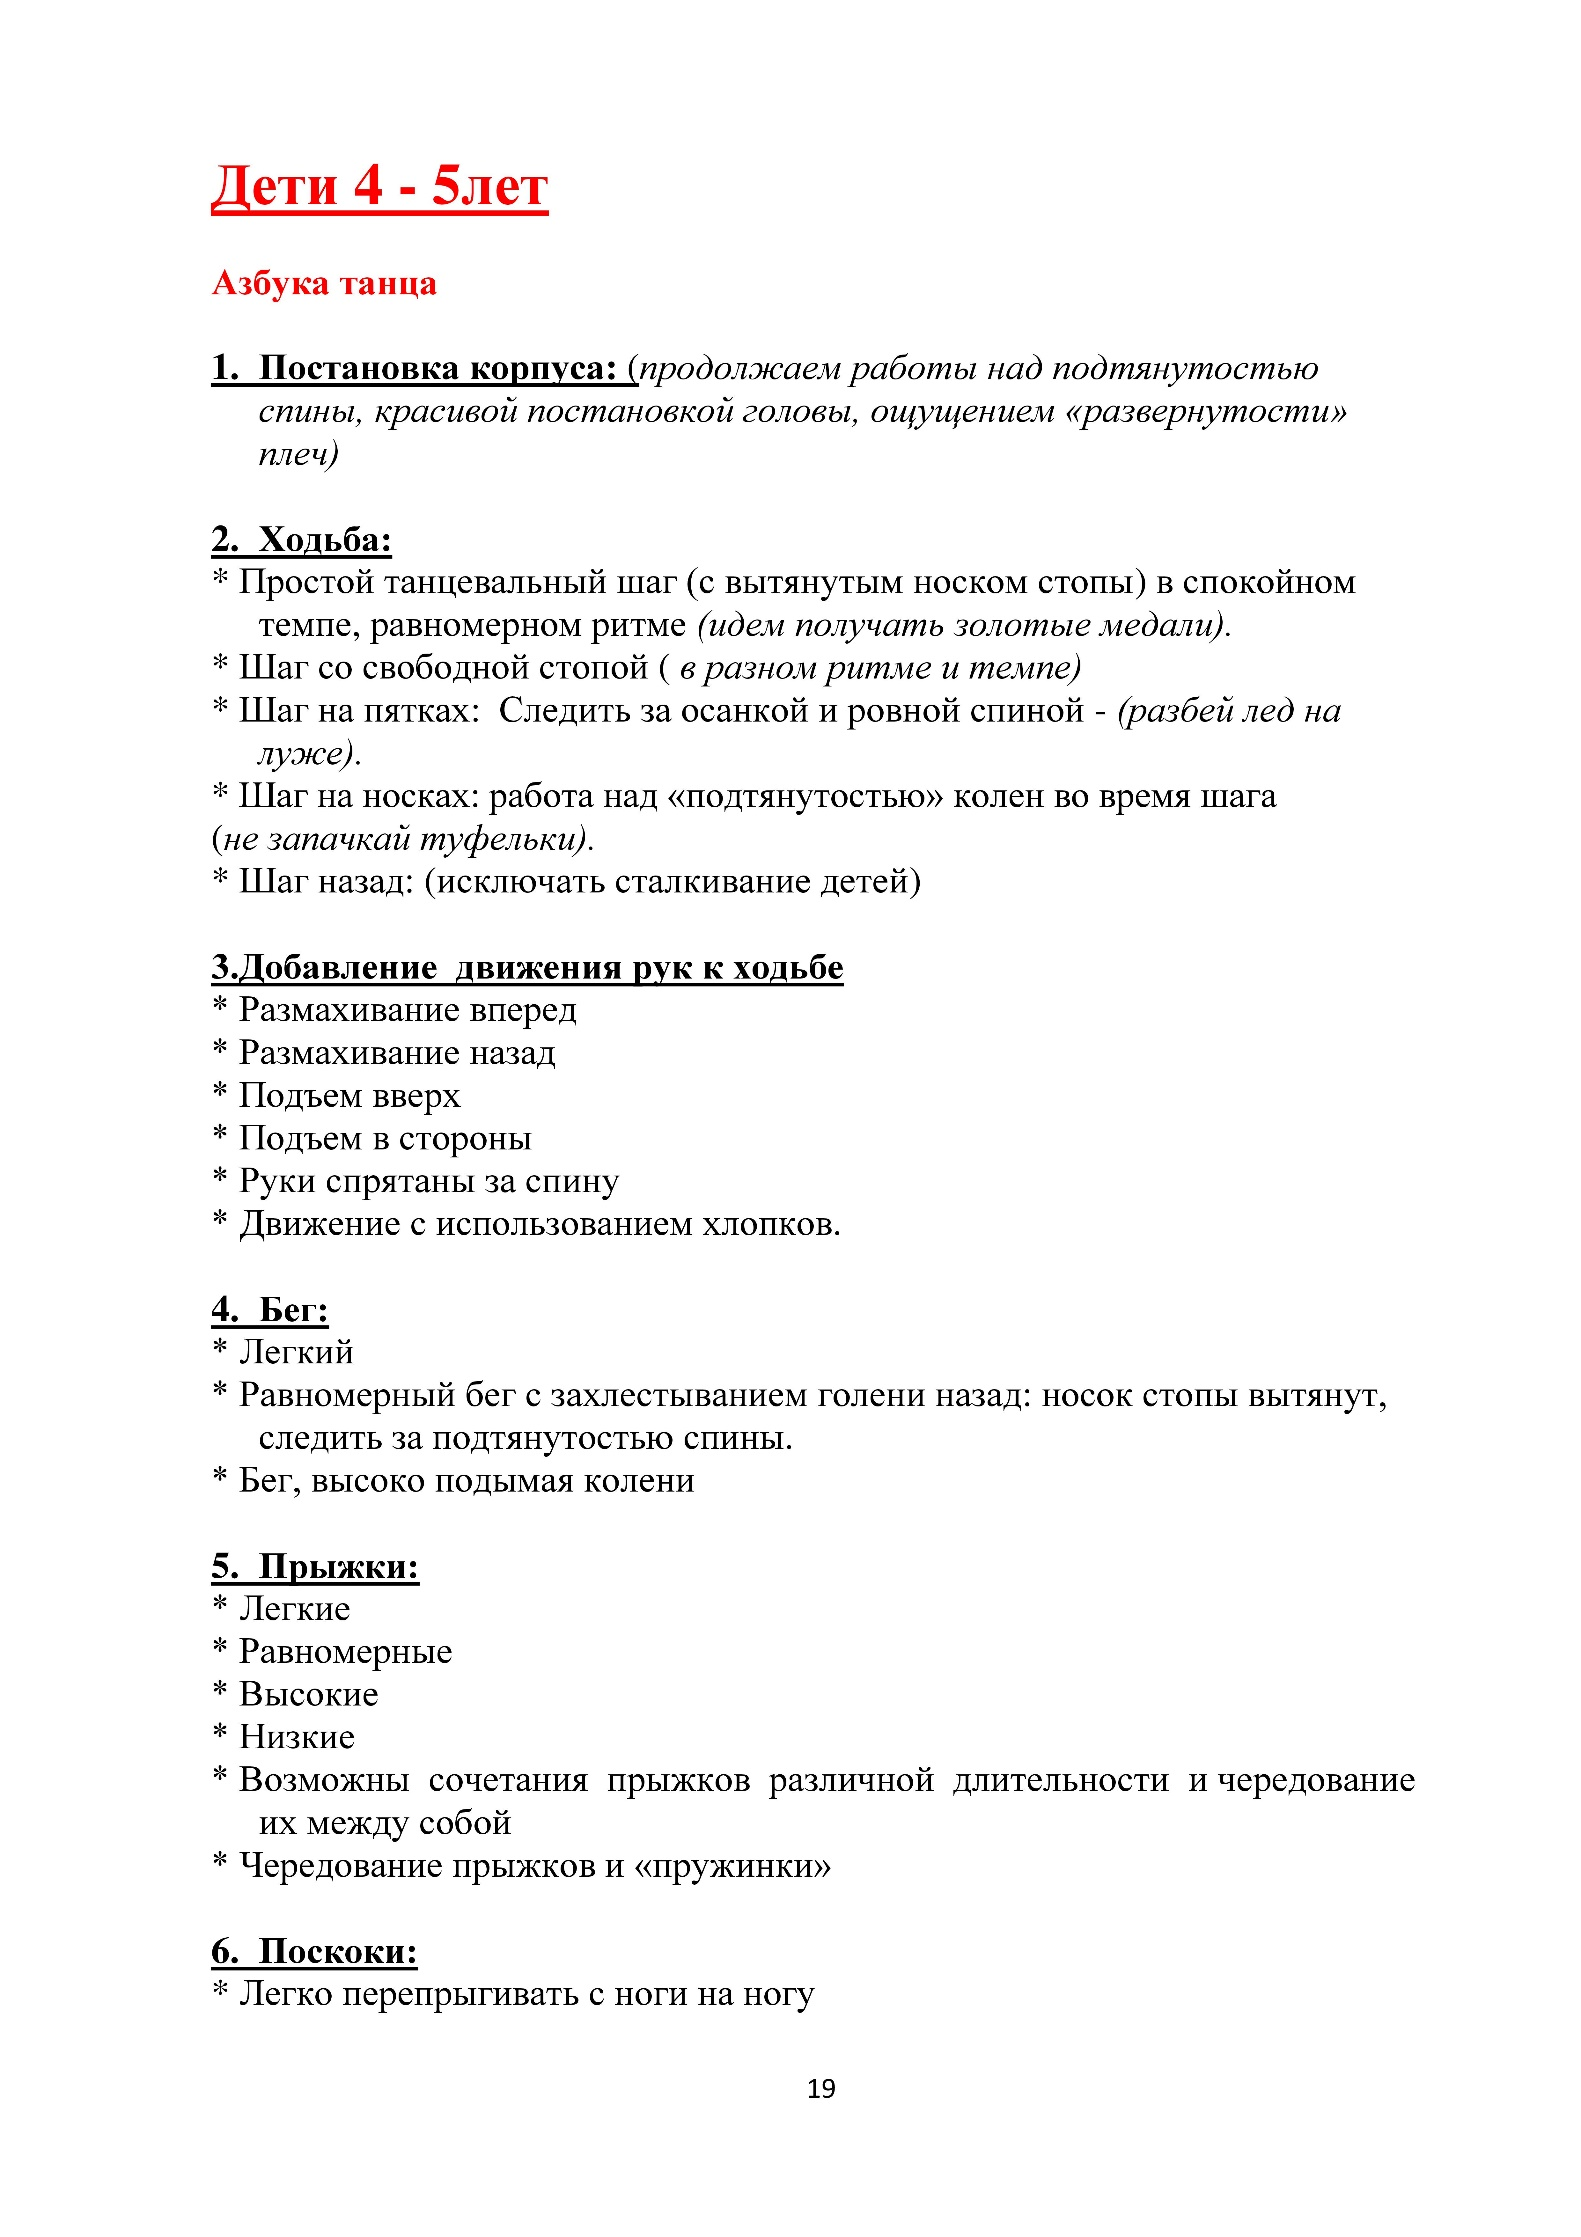 Дети 4 - 5лет
Азбука танца
1. Постановка корпуса: (продолжаем работы над подтянутостью
спины, красивой постановкой головы, ощущением «развернутости»
плеч)
2. Ходьба:
* Простой танцевальный шаг (с вытянутым носком стопы) в спокойном
темпе, равномерном ритме (идем получать золотые медали).
* Шаг со свободной стопой ( в разном ритме и темпе)
* Шаг на пятках: Следить за осанкой и ровной спиной - (разбей лед на
луже).
* Шаг на носках: работа над «подтянутостью» колен во время шага
(не запачкай туфельки).
* Шаг назад: (исключать сталкивание детей)
3.Добавление движения рук к ходьбе
* Размахивание вперед
* Размахивание назад
* Подъем вверх
* Подъем в стороны
* Руки спрятаны за спину
* Движение с использованием хлопков.
4. Бег:
* Легкий
* Равномерный бег с захлестыванием голени назад: носок стопы вытянут,
следить за подтянутостью спины.
* Бег, высоко подымая колени
5. Прыжки:
* Легкие
* Равномерные
* Высокие
* Низкие
* Возможны сочетания прыжков различной длительности и чередование
их между собой
* Чередование прыжков и «пружинки»
6. Поскоки:
* Легко перепрыгивать с ноги на ногу
19